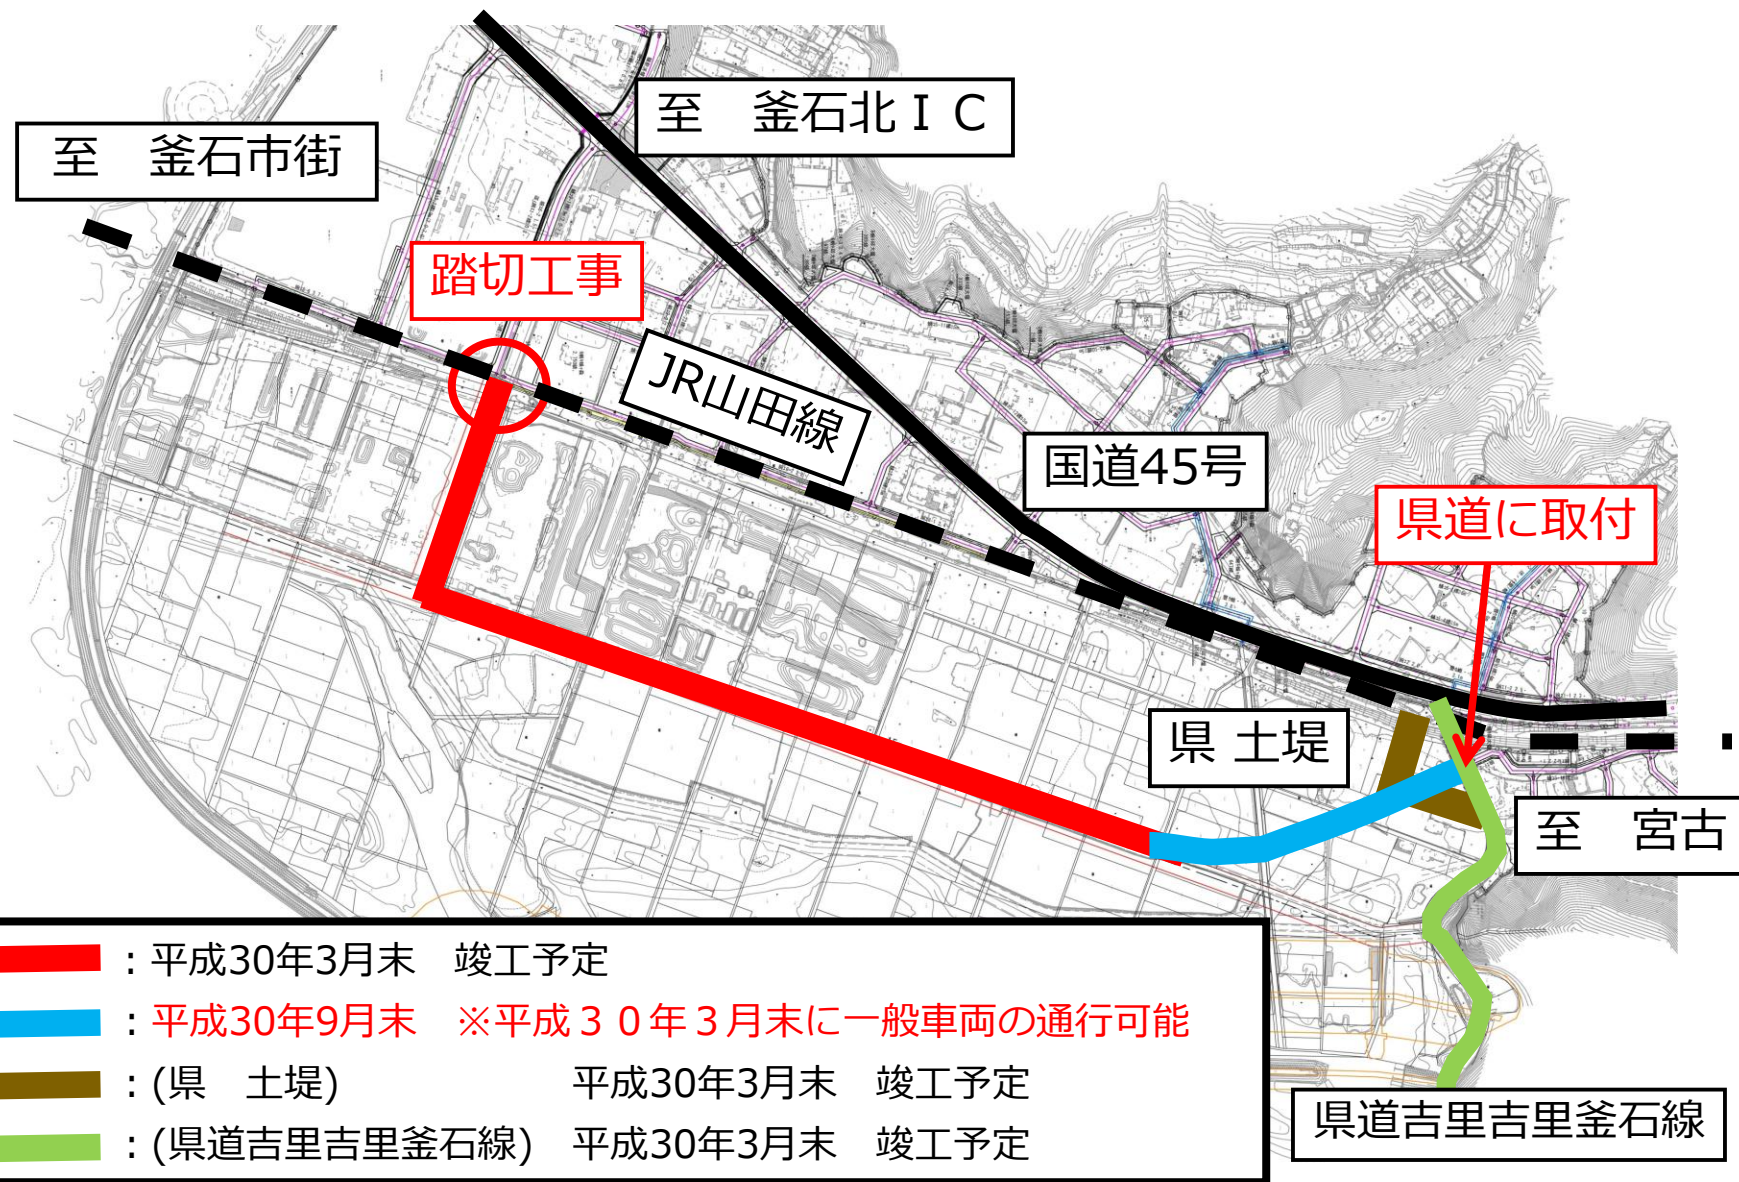 至　釜石北ＩＣ
至　釜石市街
踏切工事
JR山田線
国道45号
県道に取付
県 土堤
至　宮古
：平成30年3月末　竣工予定
：平成30年9月末　※平成３０年３月末に一般車両の通行可能
：(県　土堤)　平成30年3月末　竣工予定
：(県道吉里吉里釜石線)　平成30年3月末　竣工予定
県道吉里吉里釜石線